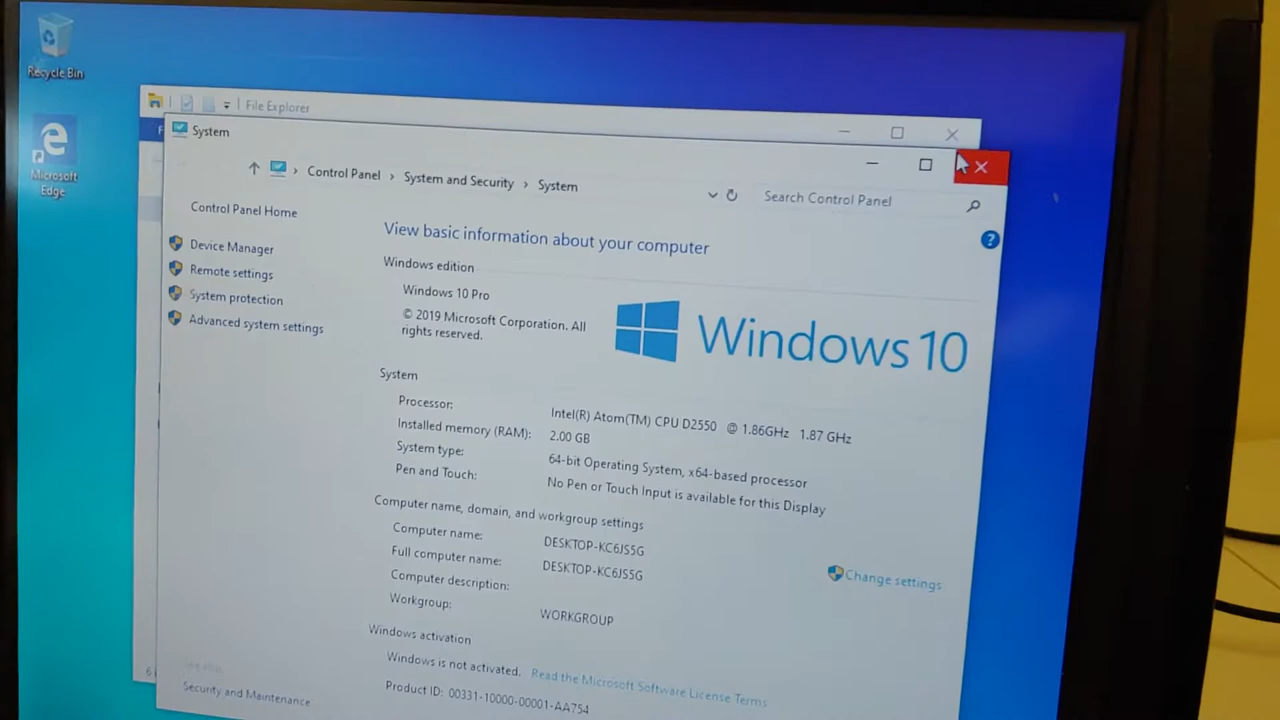 Recycle Bin
Microsoft
Edge
File Explorer
System
Control Panel › System and Security › System
Search Control Panel
Control Panel Home
Device Manager
Remote settings
System protection
Advanced system settings
View basic information about your computer
Windows edition
Windows 10 Pro
© 2019 Microsoft Corporation. All
rights reserved.
Windows 10
System
Processor: Intel(R) Atom(TM) CPU D2550 @ 1.86GHz 1.87 GHz
Installed memory (RAM): 2.00 GB
System type: 64-bit Operating System, x64-based processor
Pen and Touch: No Pen or Touch Input is available for this Display
Computer name, domain, and workgroup settings
Computer name: DESKTOP-KC6JS5G
Full computer name: DESKTOP-KC6JS5G
Change settings
Computer description:
Workgroup: WORKGROUP
Windows activation
Windows is not activated. Read the Microsoft Software License Terms
Product ID: 00331-10000-00001-AA754
Security and Maintenance